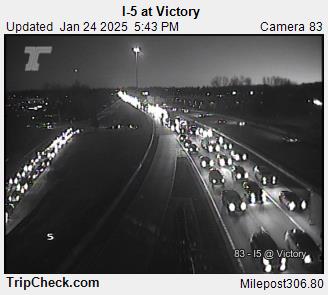 I-5 at Victory
Updated Jan 24 2025 5:43 PM Camera 83
T
S
83 - I5 @ Victory
TripCheck.com Milepost306.80